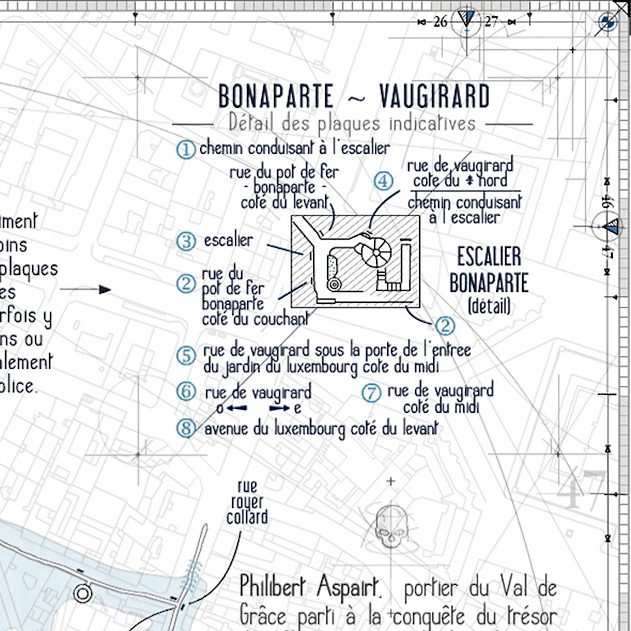 26 27
BONAPARTE ~ VAUGIRARD
Détail des plaques indicatives
① chemin conduisant à l'escalier
rue du pot de fer
- bonaparte -
coté du levant
④ rue de vaugirard
cote du nord
chemin conduisant
à l'escalier
46
47
③ escalier
② rue du
pot de fer
bonaparte
coté du couchant
ESCALIER
BONAPARTE
(détail)
②
⑤ rue de vaugirard sous la porte de l'entree
du jardin du luxembourg cote du midi
⑥ rue de vaugirard
o e
⑦ rue de vaugirard
coté du midi
⑧ avenue du luxembourg coté du levant
iment
oins
plaques
es
rfois y
ns ou
alement
olice.
47
rue
royer
collard
Philibert Aspairt, portier du Val de
Grâce parti à la conquête du trésor